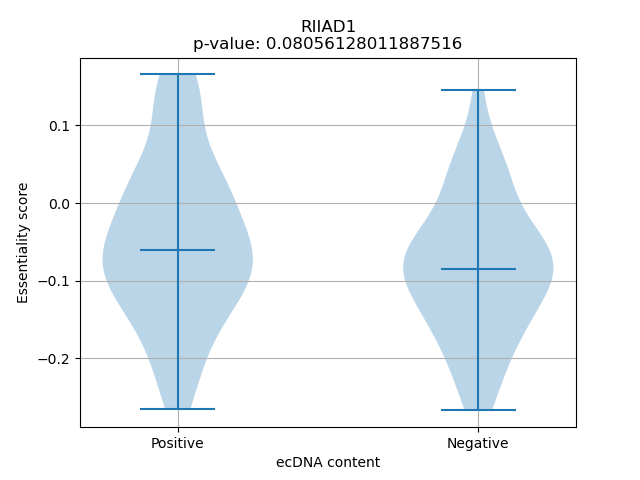 RIIAD1
p-value: 0.08056128011887516
0.1
0.0
−0.1
−0.2
Essentiality score
Positive
Negative
ecDNA content